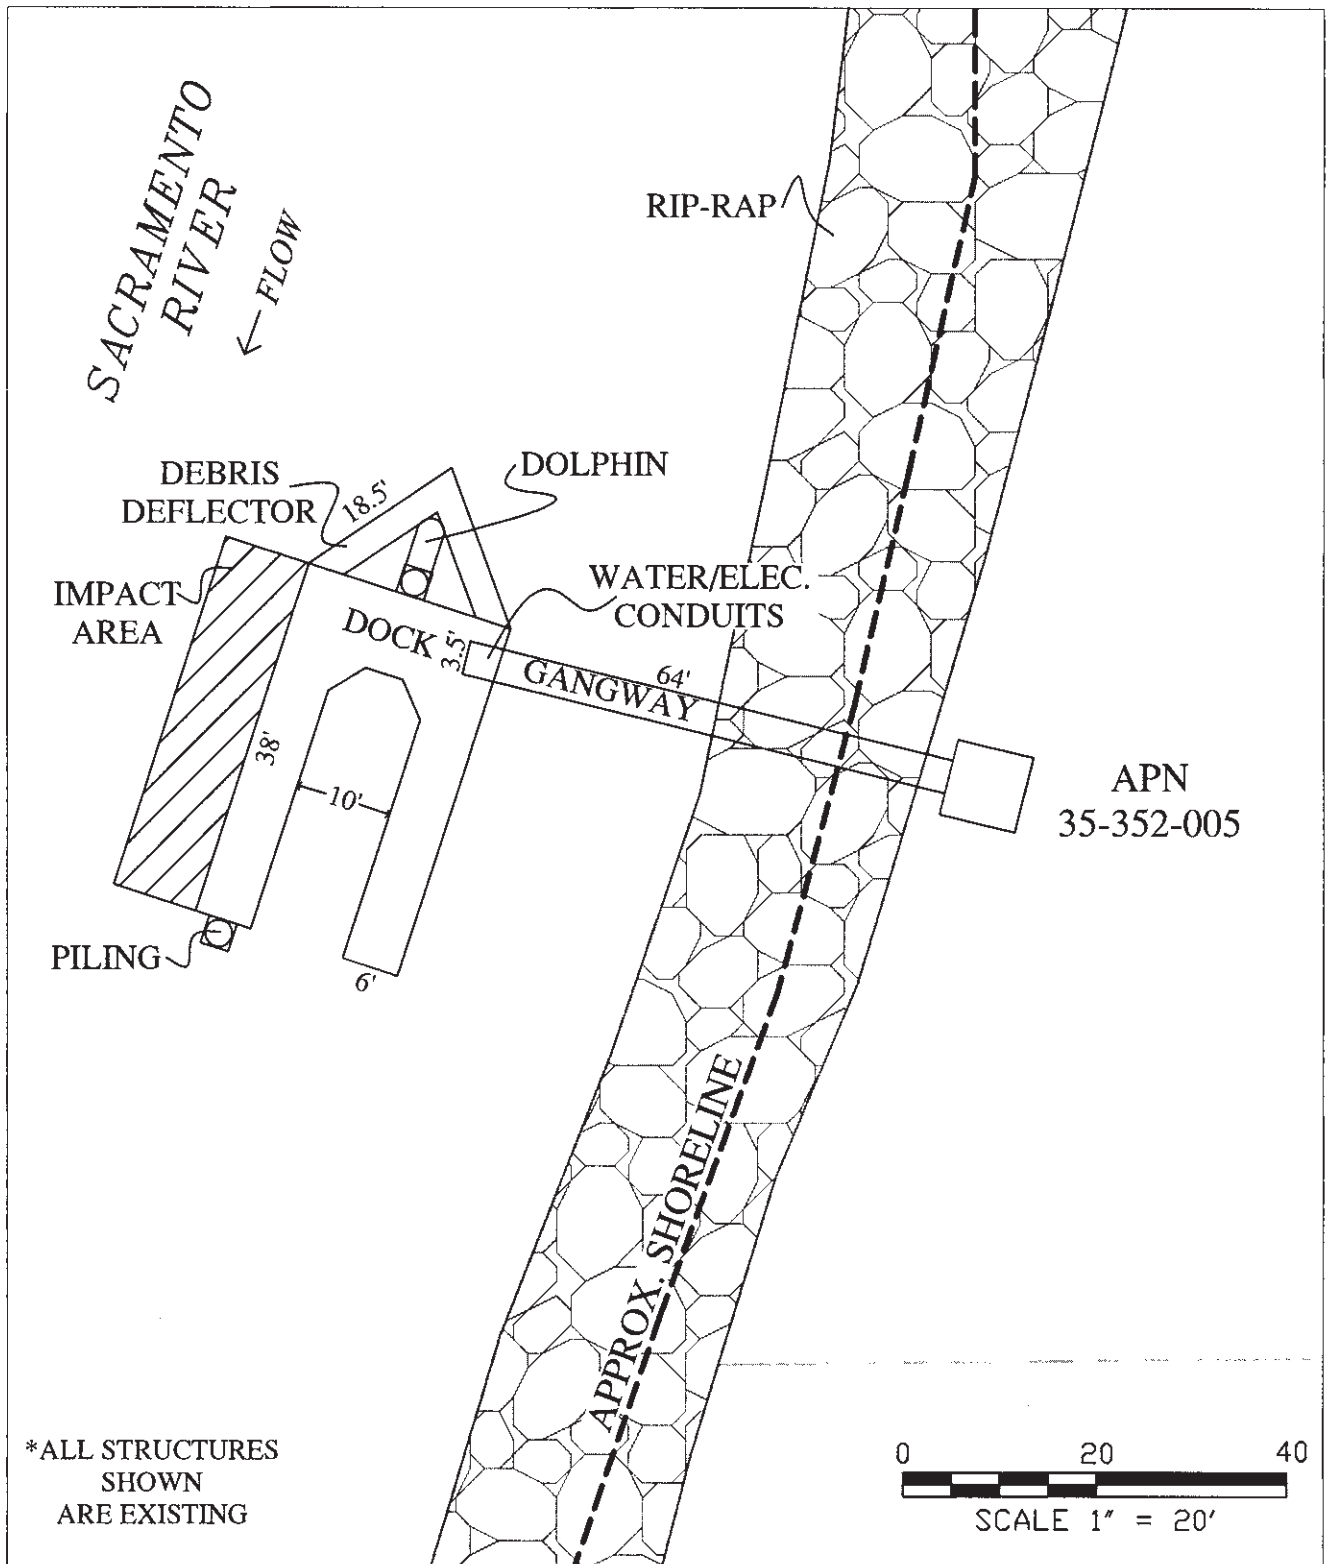 SACRAMENTO
RIVER
← FLOW
RIP-RAP
DEBRIS
DEFLECTOR
18.5'
DOLPHIN
IMPACT
AREA
WATER/ELEC.
CONDUITS
DOCK
3.5'
GANGWAY
64'
38'
10'
APN
35-352-005
PILING
6'
APPROX. SHORELINE
*ALL STRUCTURES
SHOWN
ARE EXISTING
0 20 40
SCALE 1" = 20'